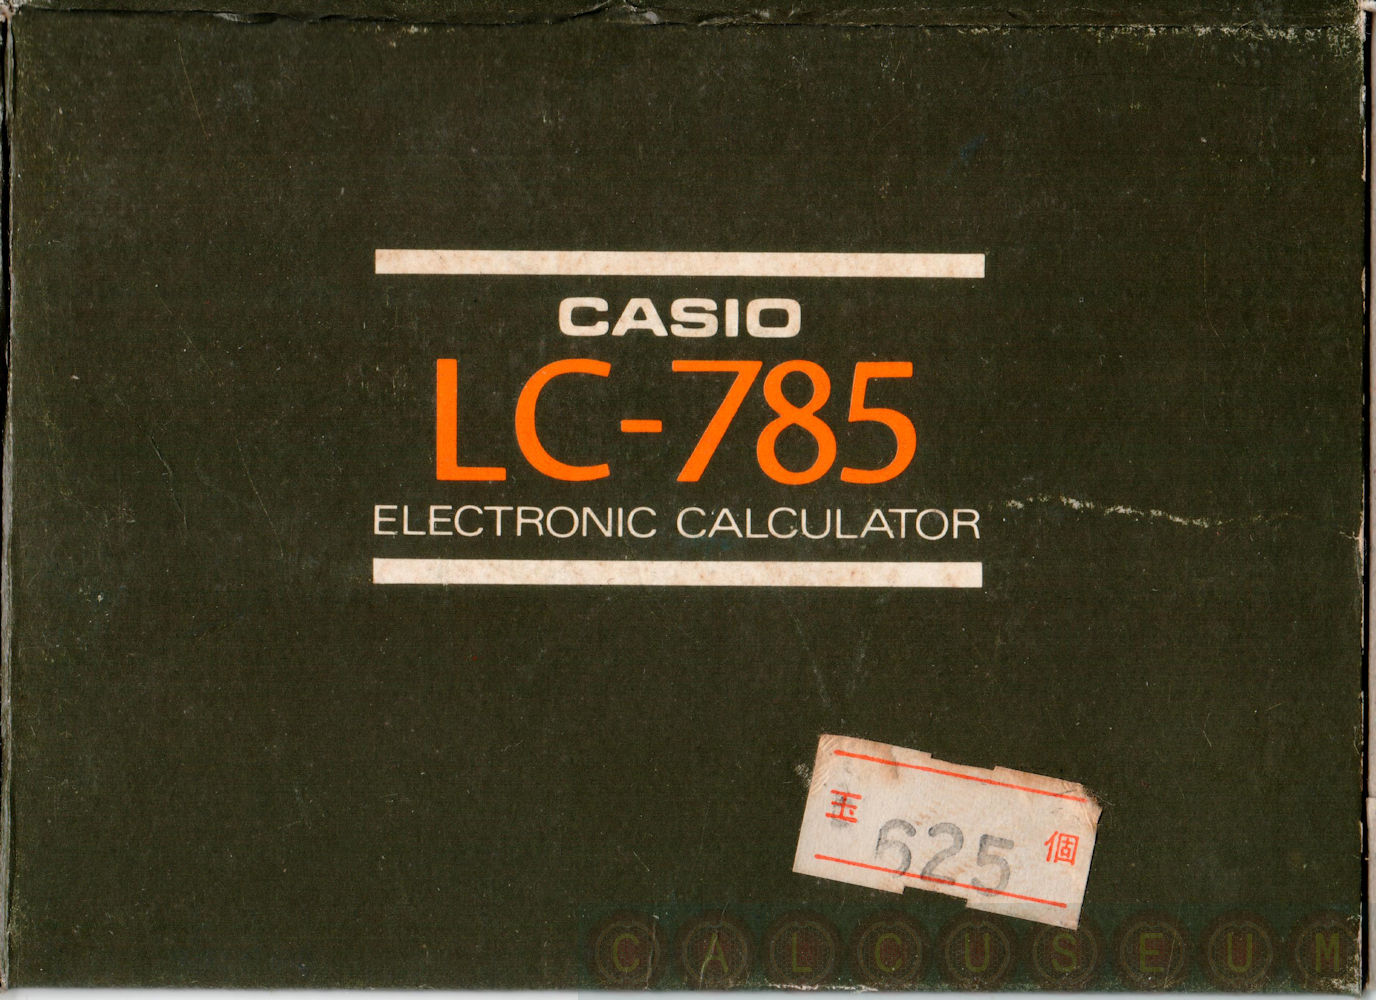 CASIO
LC-785
ELECTRONIC CALCULATOR
玉 625 個
CALCUSEUM